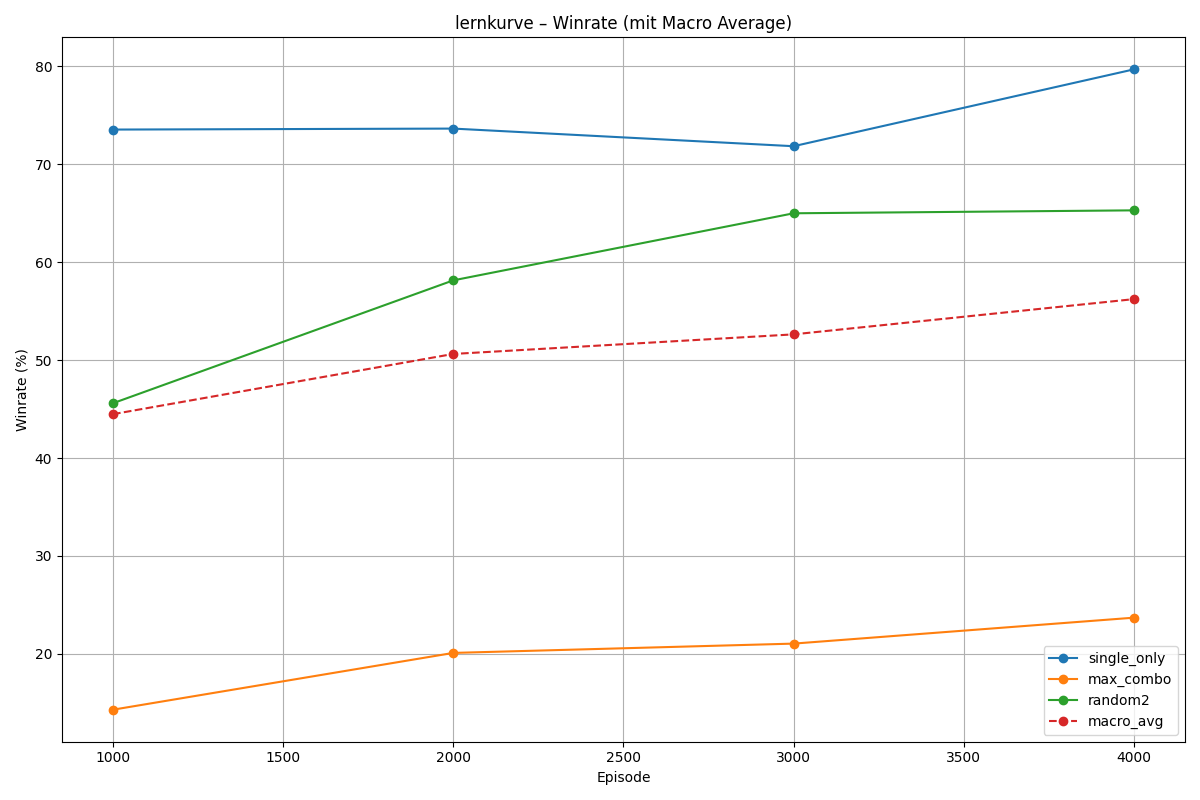 lernkurve – Winrate (mit Macro Average)
Winrate (%)
80
70
60
50
40
30
20
1000 1500 2000 2500 3000 3500 4000
Episode
single_only
max_combo
random2
macro_avg